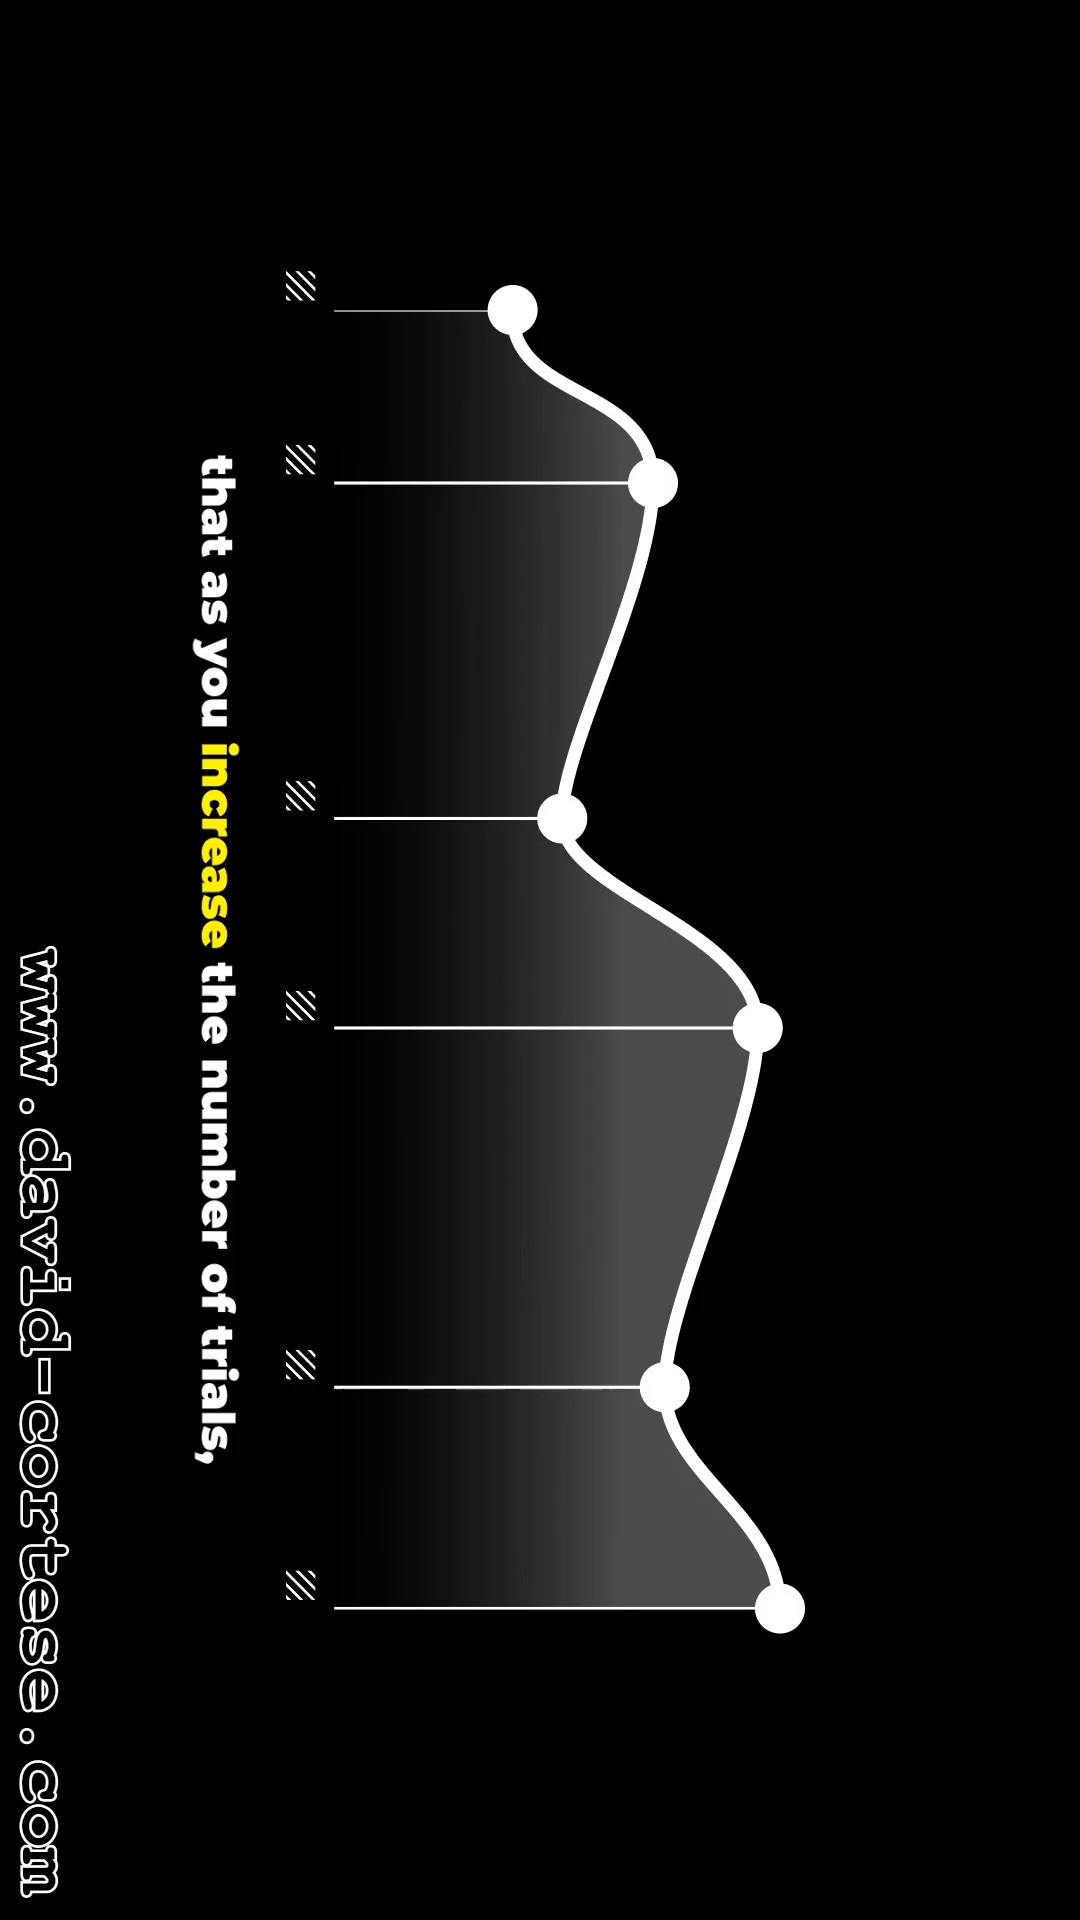 that as you increase the number of trials,
www.david-cortese.com